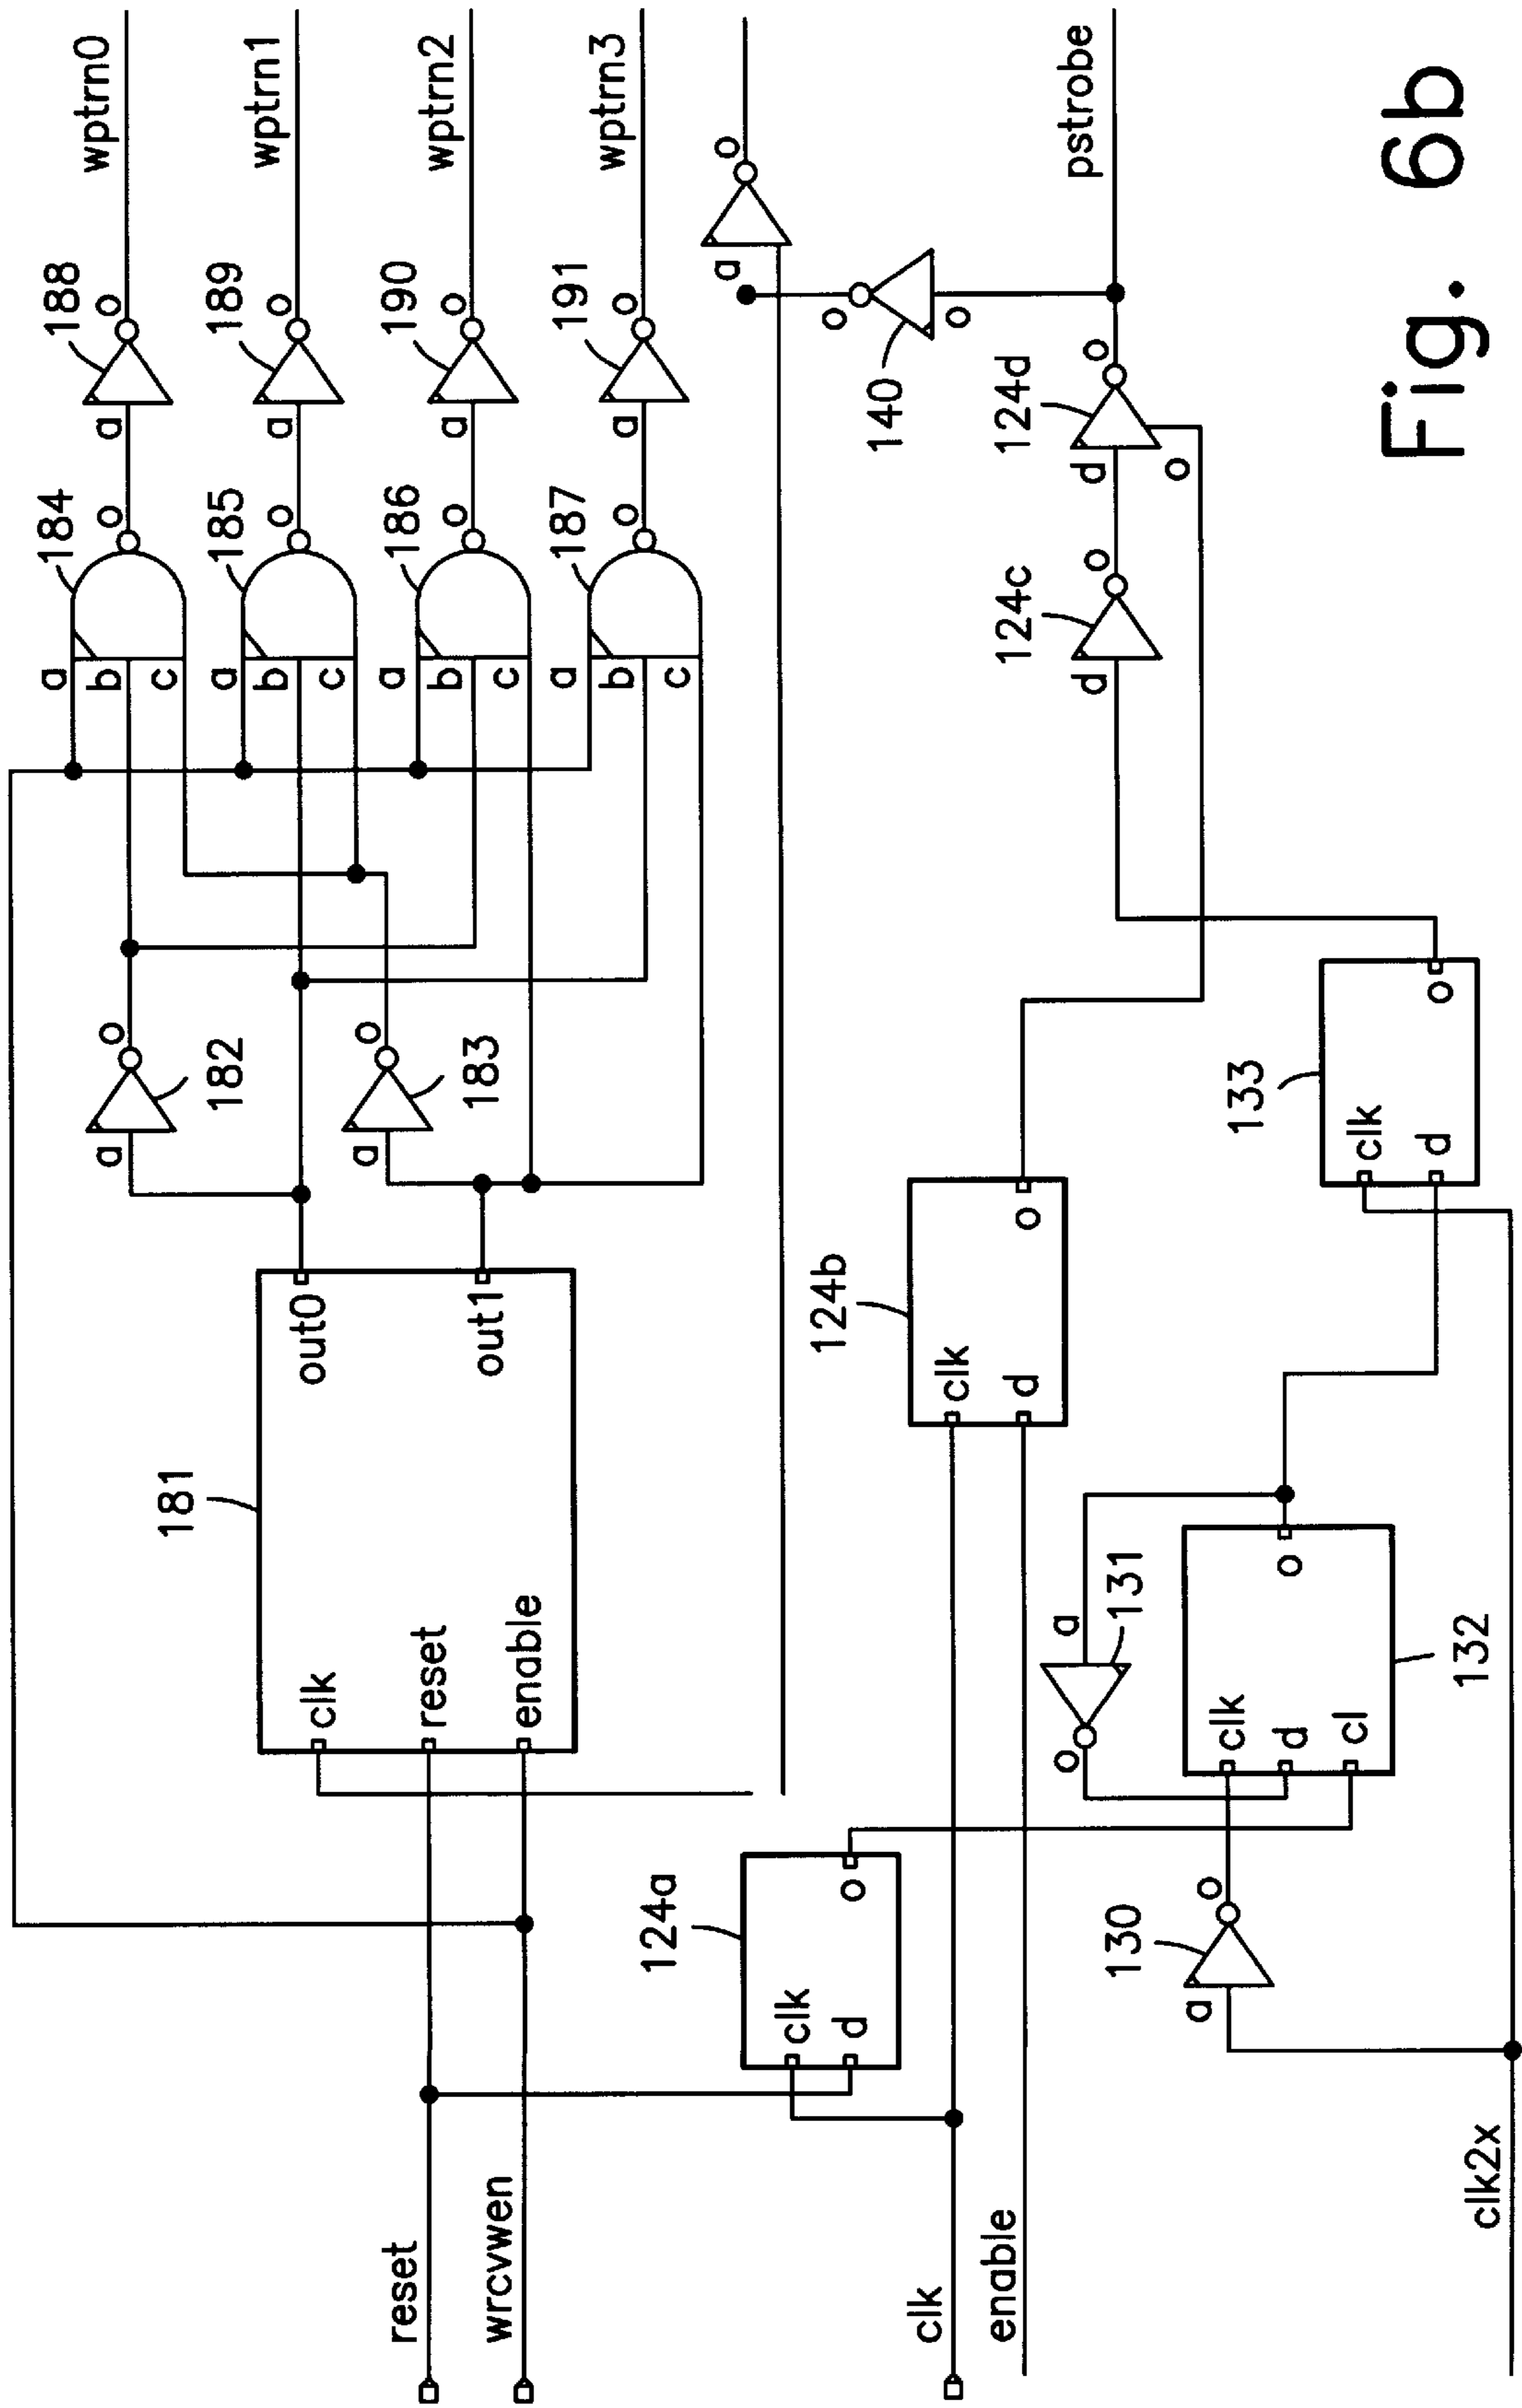 wptrn0
wptrn1
wptrn2
wptrn3
188
o
a
189
o
a
190
o
a
191
o
a
184
o
a
b
c
185
o
a
b
c
186
o
a
b
c
187
o
a
b
c
182
o
a
183
o
a
181
out0
out1
clk
reset
enable
reset
wrcvwen
o
a
140
o
o
pstrobe
124d
o
d
o
124c
o
d
124b
clk
d
o
124a
clk
d
o
clk
enable
133
clk
d
o
131
a
o
132
clk
d
cl
o
130
o
a
clk2x
Fig. 6b